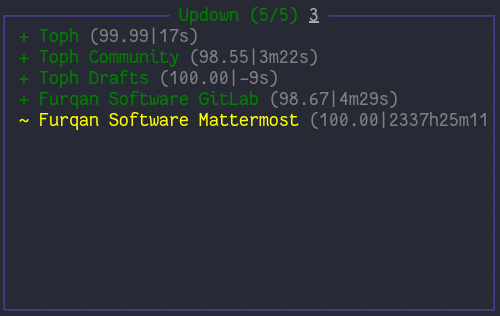 Updown (5/5) 3
+ Toph (99.99|17s)
+ Toph Community (98.55|3m22s)
+ Toph Drafts (100.00|-9s)
+ Furqan Software GitLab (98.67|4m29s)
~ Furqan Software Mattermost (100.00|2337h25m11